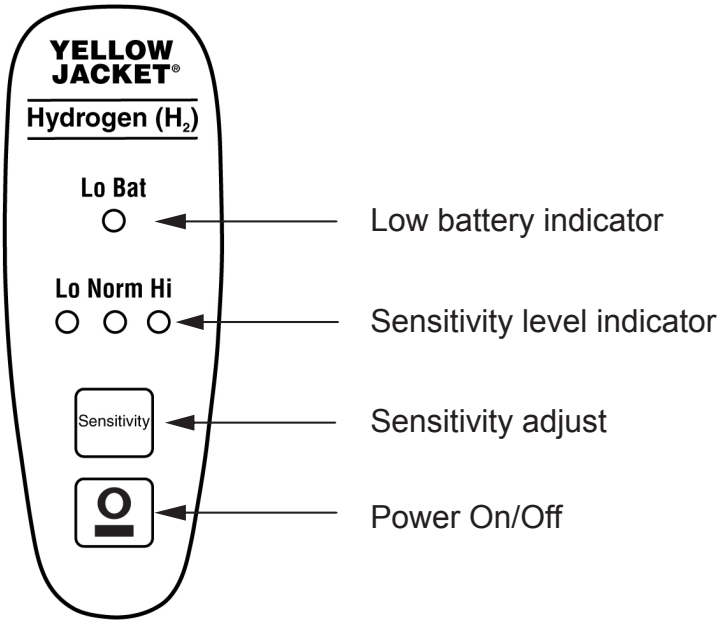 YELLOW
JACKET®
Hydrogen (H₂)
Lo Bat
Low battery indicator
Lo Norm Hi
Sensitivity level indicator
Sensitivity
Sensitivity adjust
Power On/Off